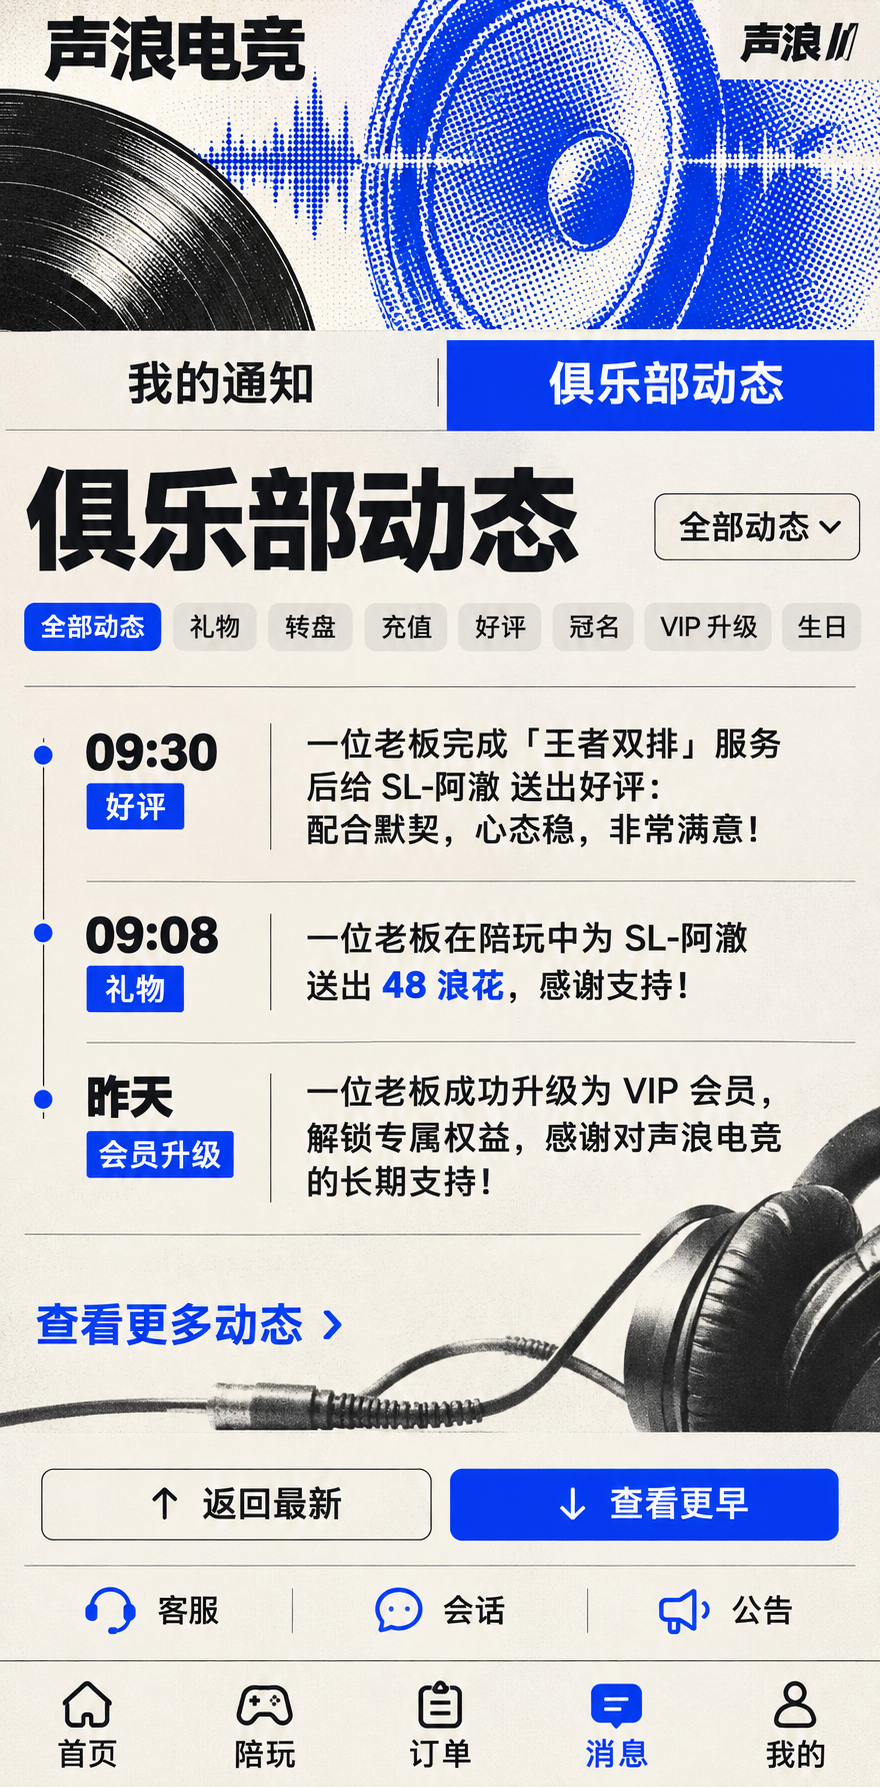 声浪电竞
声浪
我的通知
俱乐部动态
俱乐部动态
全部动态
全部动态
礼物
转盘
充值
好评
冠名
VIP 升级
生日
09:30
好评
一位老板完成「王者双排」服务
后给 SL-阿澈 送出好评：
配合默契，心态稳，非常满意！
09:08
礼物
一位老板在陪玩中为 SL-阿澈
送出 48 浪花，感谢支持！
昨天
会员升级
一位老板成功升级为 VIP 会员，
解锁专属权益，感谢对声浪电竞
的长期支持！
查看更多动态
返回最新
查看更早
客服
会话
公告
首页
陪玩
订单
消息
我的